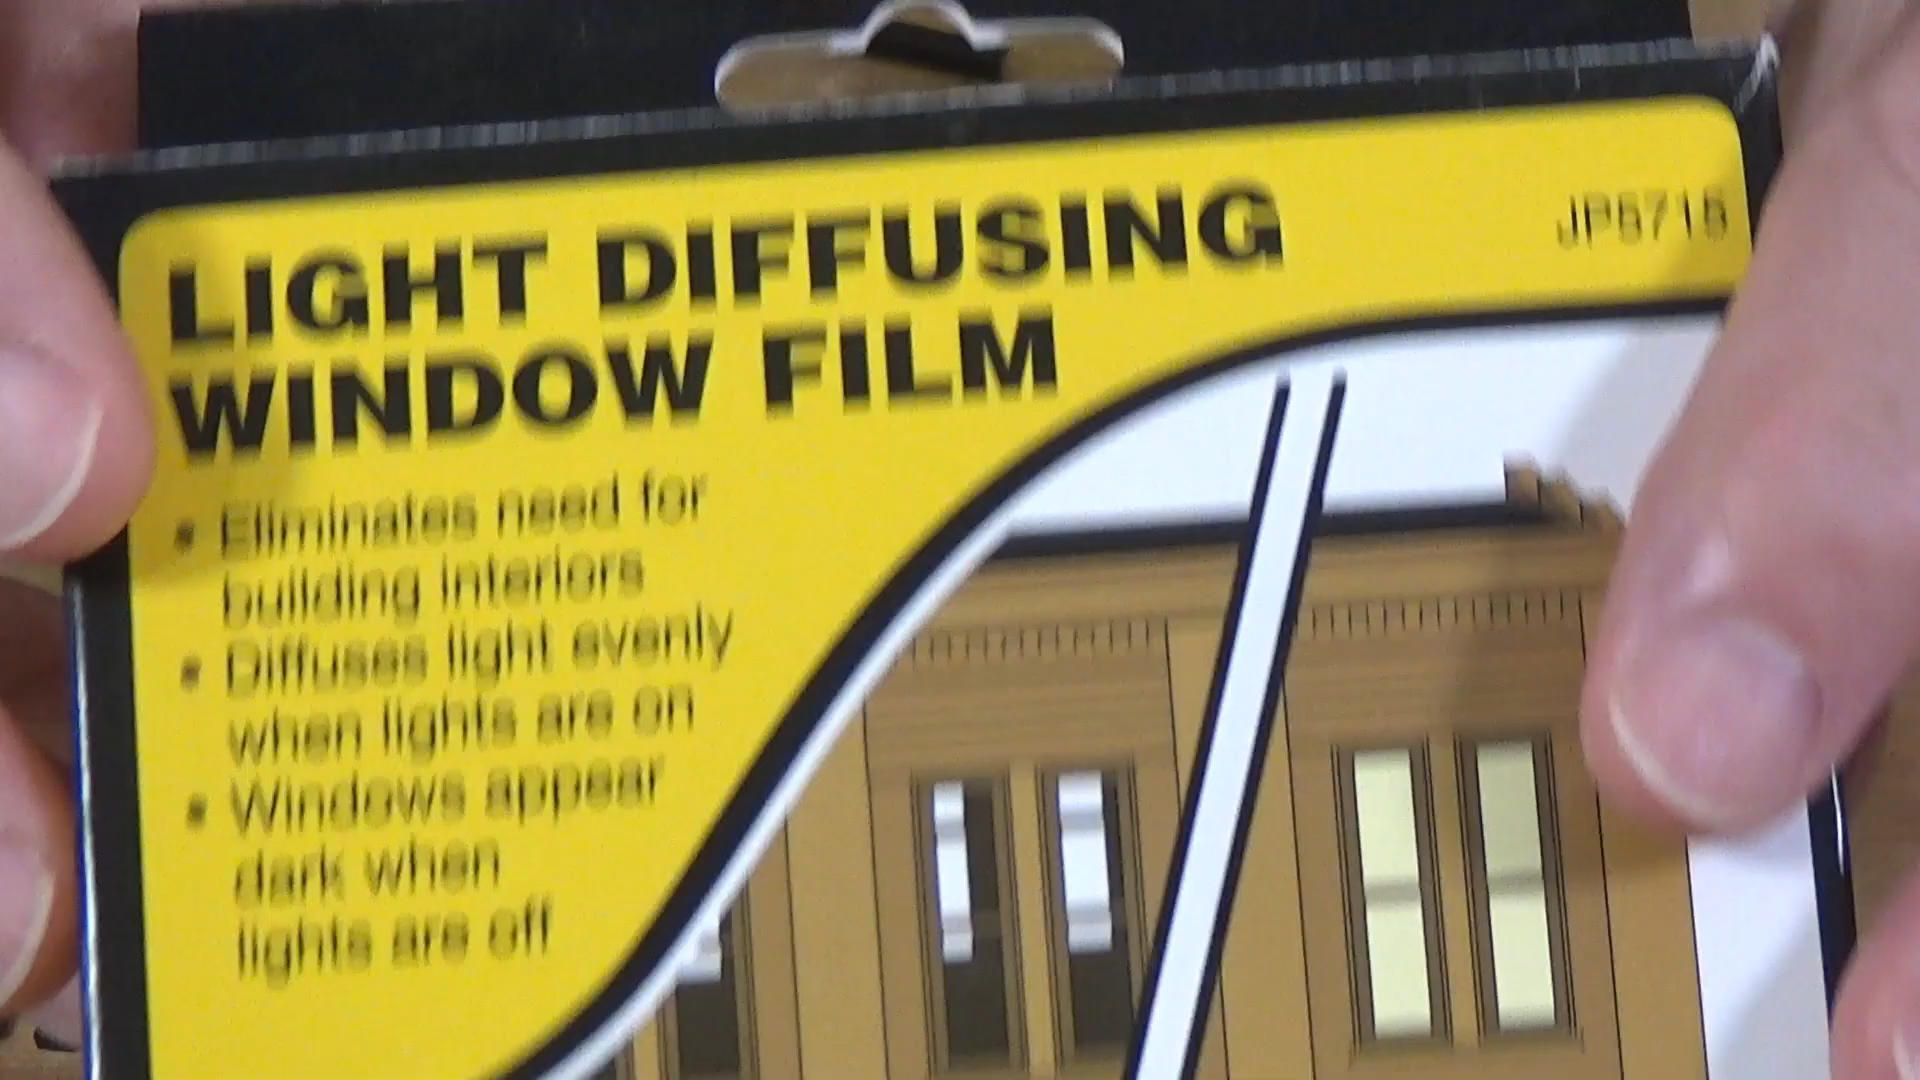 LIGHT DIFFUSING
WINDOW FILM
JP5715
• Eliminates need for
building interiors
• Diffuses light evenly
when lights are on
• Windows appear
dark when
lights are off